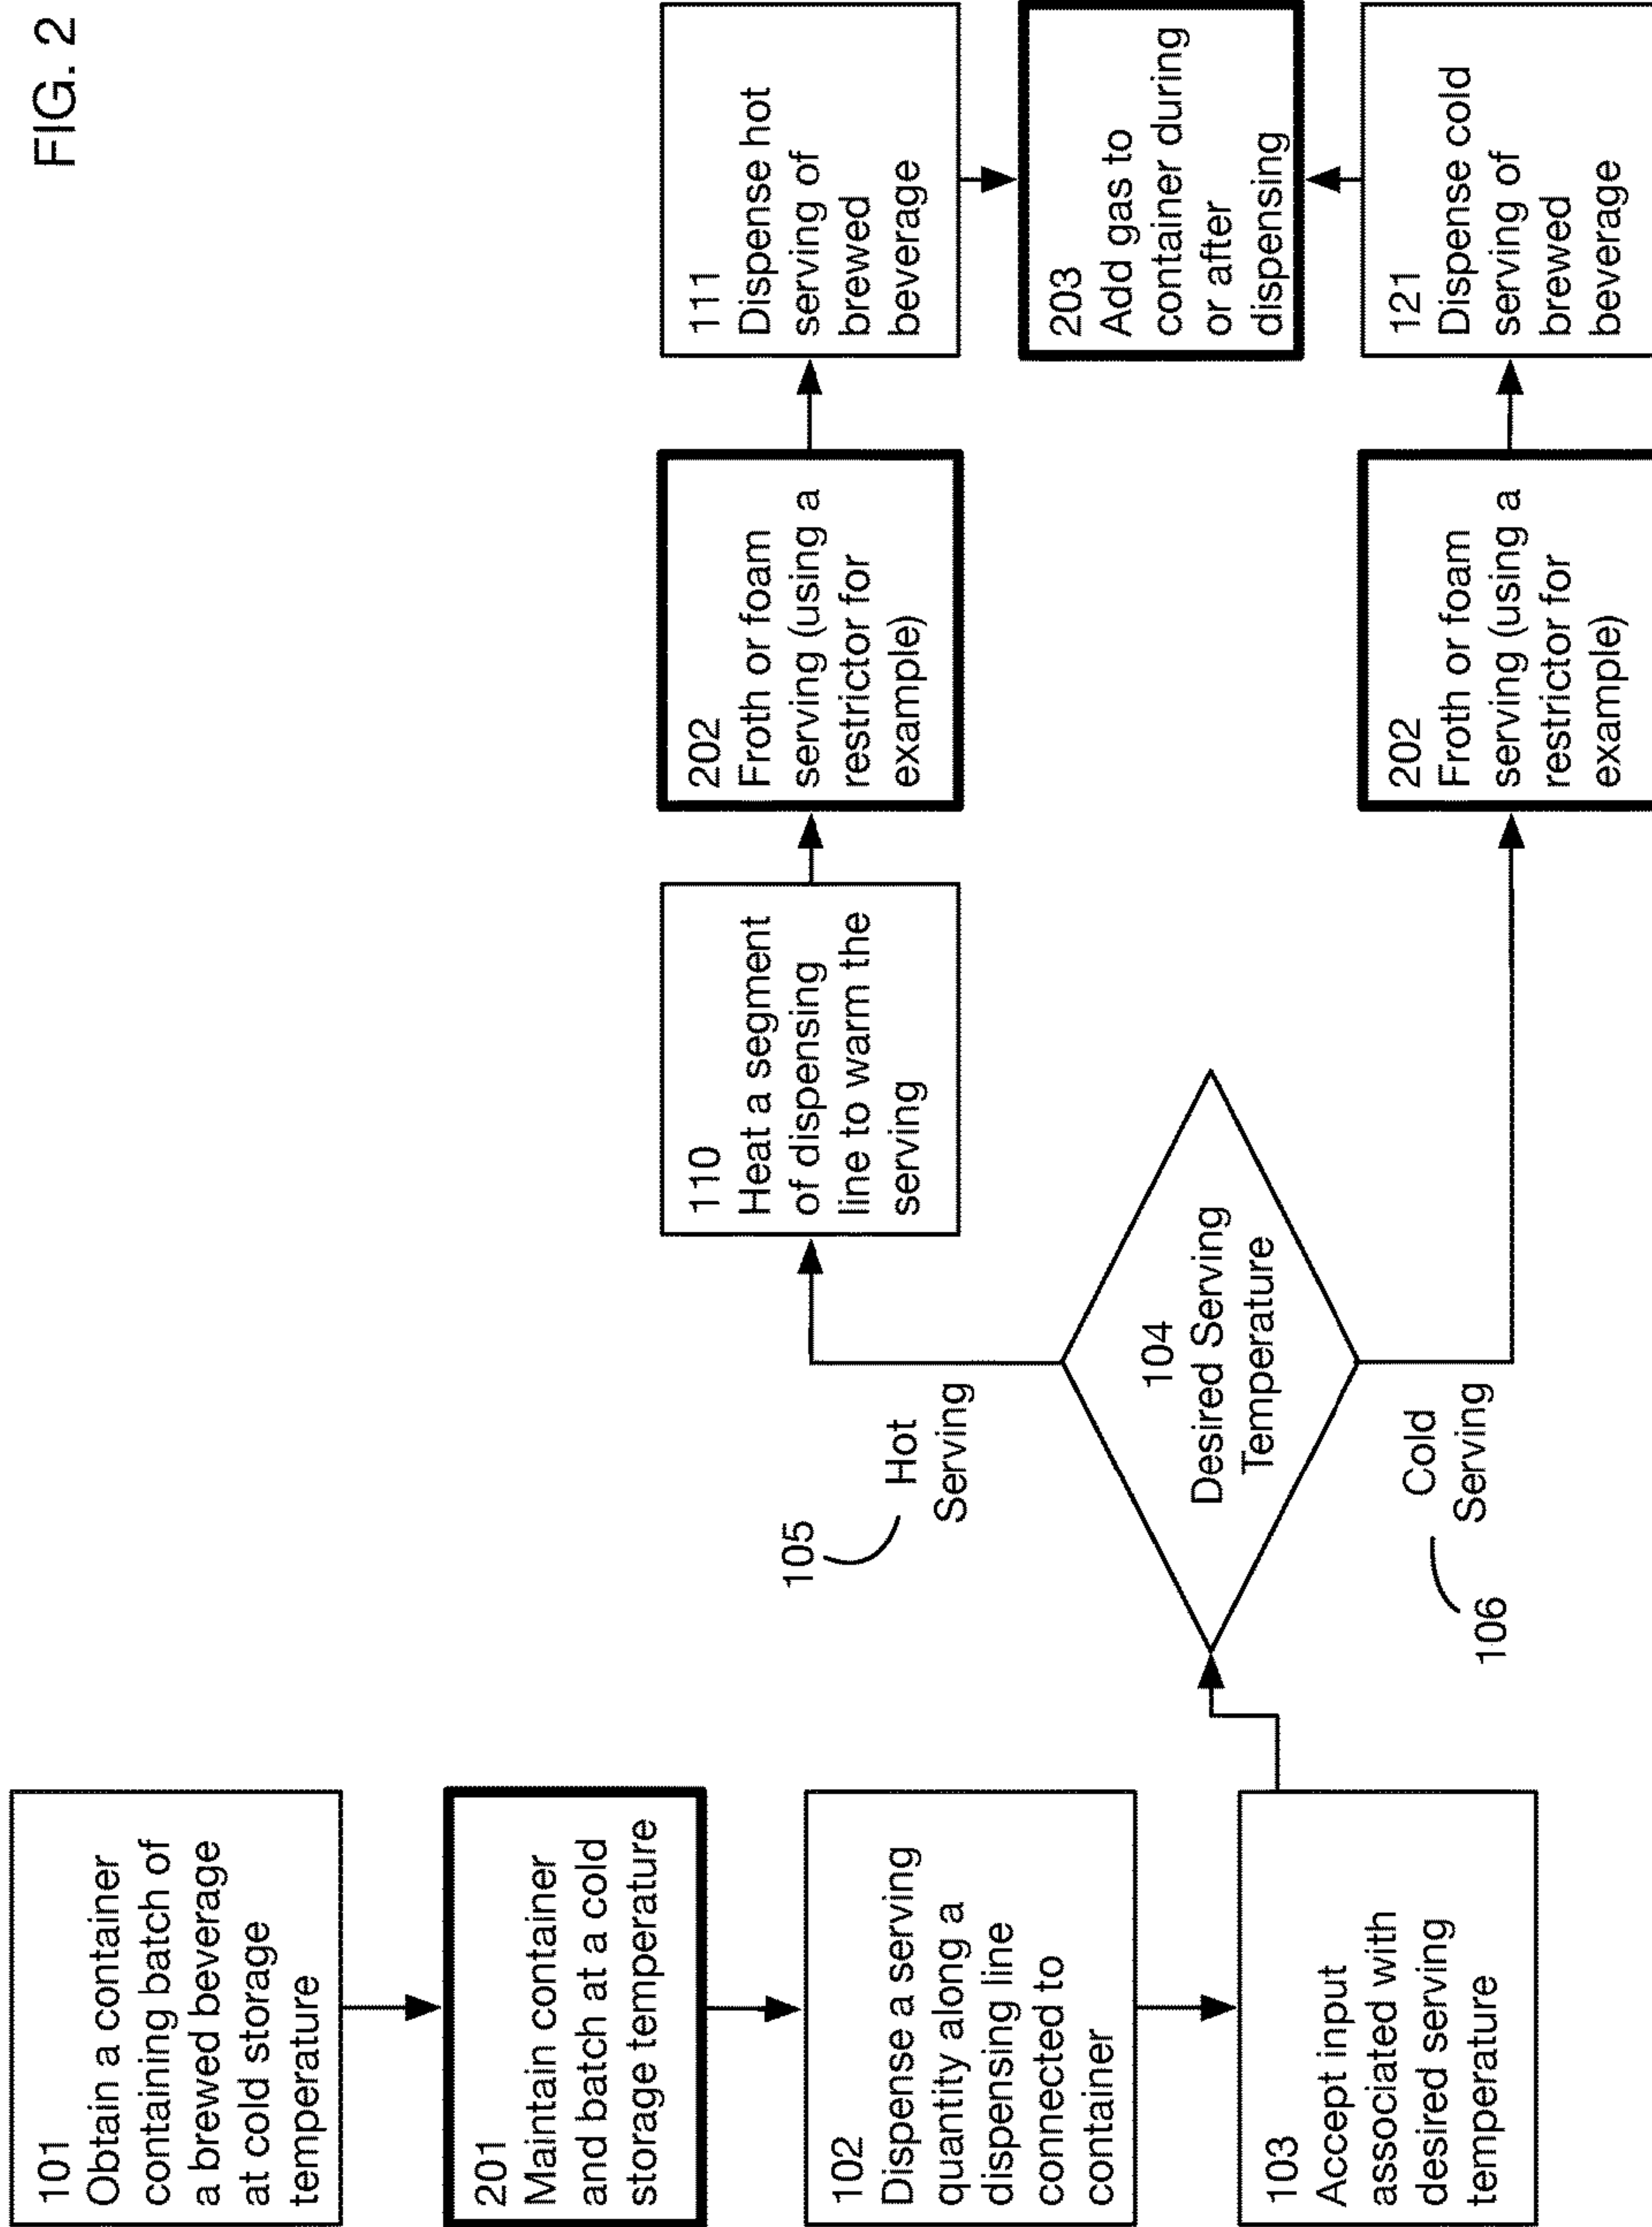 FIG. 2
101
Obtain a container
containing batch of
a brewed beverage
at cold storage
temperature
201
Maintain container
and batch at a cold
storage temperature
102
Dispense a serving
quantity along a
dispensing line
connected to
container
103
Accept input
associated with
desired serving
temperature
104
Desired Serving
Temperature
105
Hot
Serving
106
Cold
Serving
110
Heat a segment
of dispensing
line to warm the
serving
202
Froth or foam
serving (using a
restrictor for
example)
111
Dispense hot
serving of
brewed
beverage
203
Add gas to
container during
or after
dispensing
202
Froth or foam
serving (using a
restrictor for
example)
121
Dispense cold
serving of
brewed
beverage